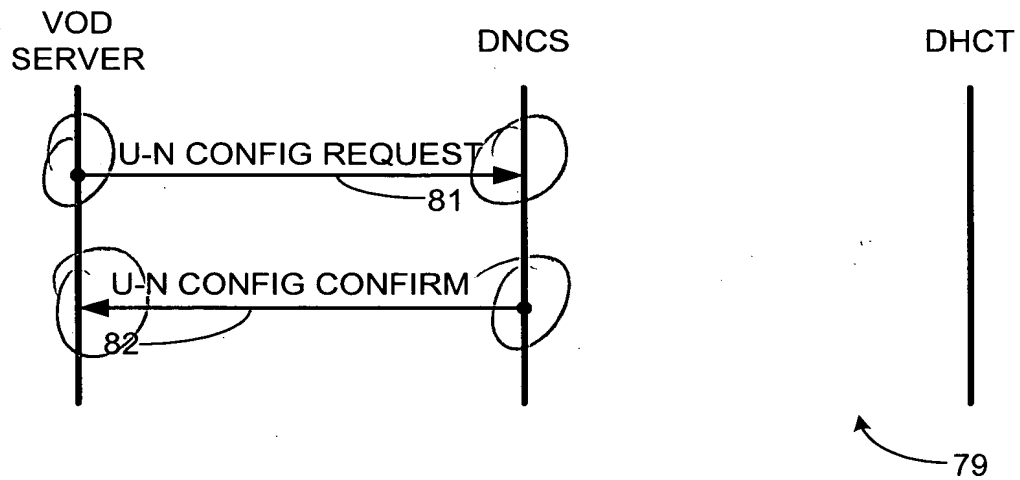 VOD
SERVER
DNCS
DHCT
U-N CONFIG REQUEST
81
U-N CONFIG CONFIRM
82
79